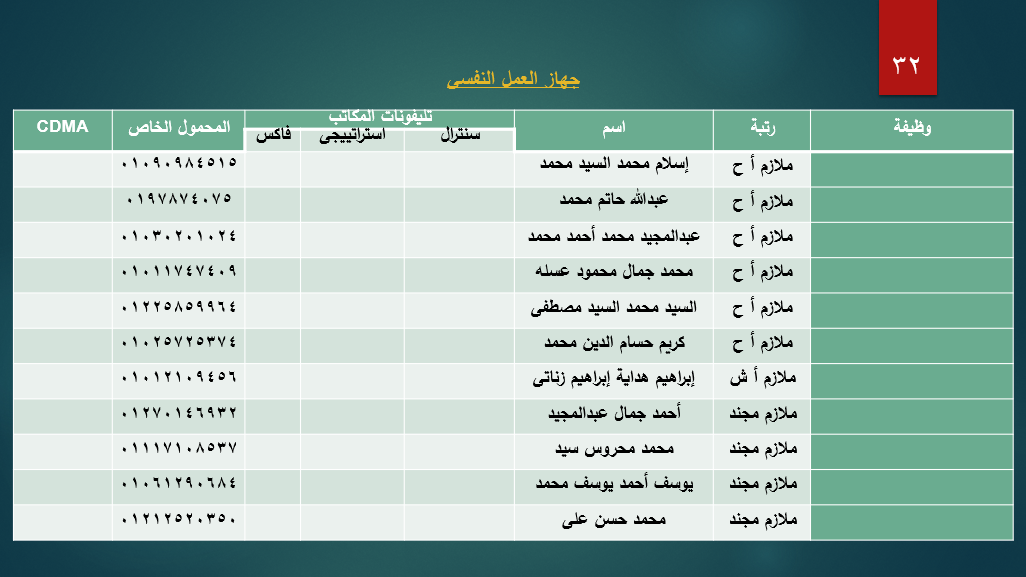 ٣٢
جهاز العمل النفسى
وظيفة رتبة اسم تليفونات المكاتب المحمول الخاص CDMA
سنترال استراتييجى فاكس
ملازم أ ح إسلام محمد السيد محمد ٠١٠٩٠٩٨٤٥١٥
ملازم أ ح عبدالله حاتم محمد ٠١٩٧٨٧٤٠٧٥
ملازم أ ح عبدالمجيد محمد أحمد محمد ٠١٠٣٠٢٠١٠٢٤
ملازم أ ح محمد جمال محمود عسله ٠١٠١١٧٤٧٤٠٩
ملازم أ ح السيد محمد السيد مصطفى ٠١٢٢٥٨٥٩٩٦٤
ملازم أ ح كريم حسام الدين محمد ٠١٠٢٥٧٢٥٣٧٤
ملازم أ ش إبراهيم هداية إبراهيم زناتى ٠١٠١٢١٠٩٤٥٦
ملازم مجند أحمد جمال عبدالمجيد ٠١٢٧٠١٤٦٩٣٢
ملازم مجند محمد محروس سيد ٠١١١٧١٠٨٥٣٧
ملازم مجند يوسف أحمد يوسف محمد ٠١٠٦١٢٩٠٦٨٤
ملازم مجند محمد حسن على ٠١٢١٢٥٢٠٣٥٠